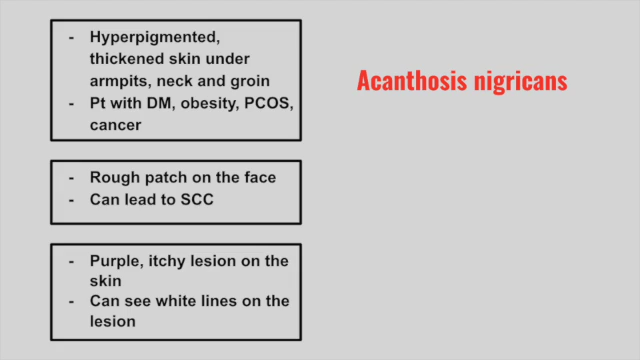 - Hyperpigmented,
thickened skin under
armpits, neck and groin
- Pt with DM, obesity, PCOS,
cancer
Acanthosis nigricans
- Rough patch on the face
- Can lead to SCC
- Purple, itchy lesion on the
skin
- Can see white lines on the
lesion